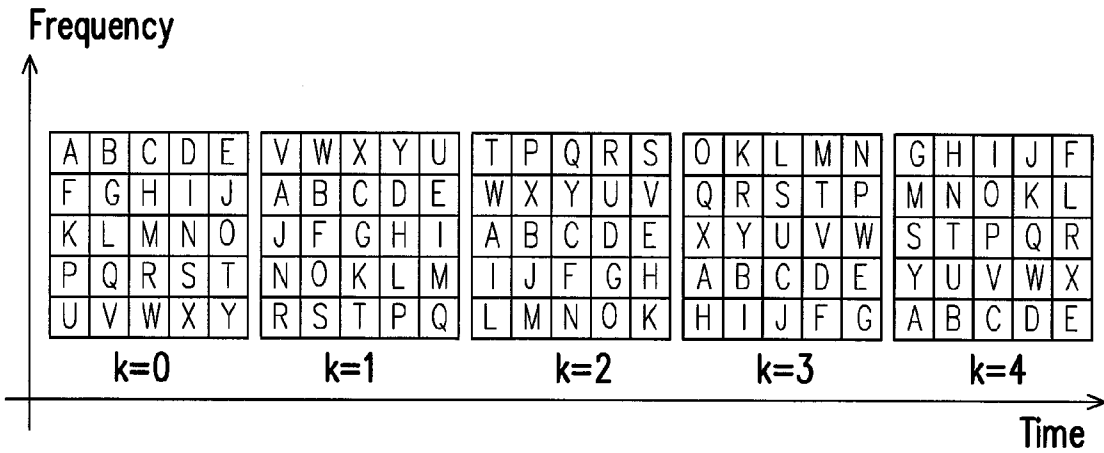 Frequency
A B C D E V W X Y U T P Q R S O K L M N G H I J F
F G H I J A B C D E W X Y U V Q R S T P M N O K L
K L M N O J F G H I A B C D E X Y U V W S T P Q R
P Q R S T N O K L M I J F G H A B C D E Y U V W X
U V W X Y R S T P Q L M N O K H I J F G A B C D E
k=0 k=1 k=2 k=3 k=4
Time